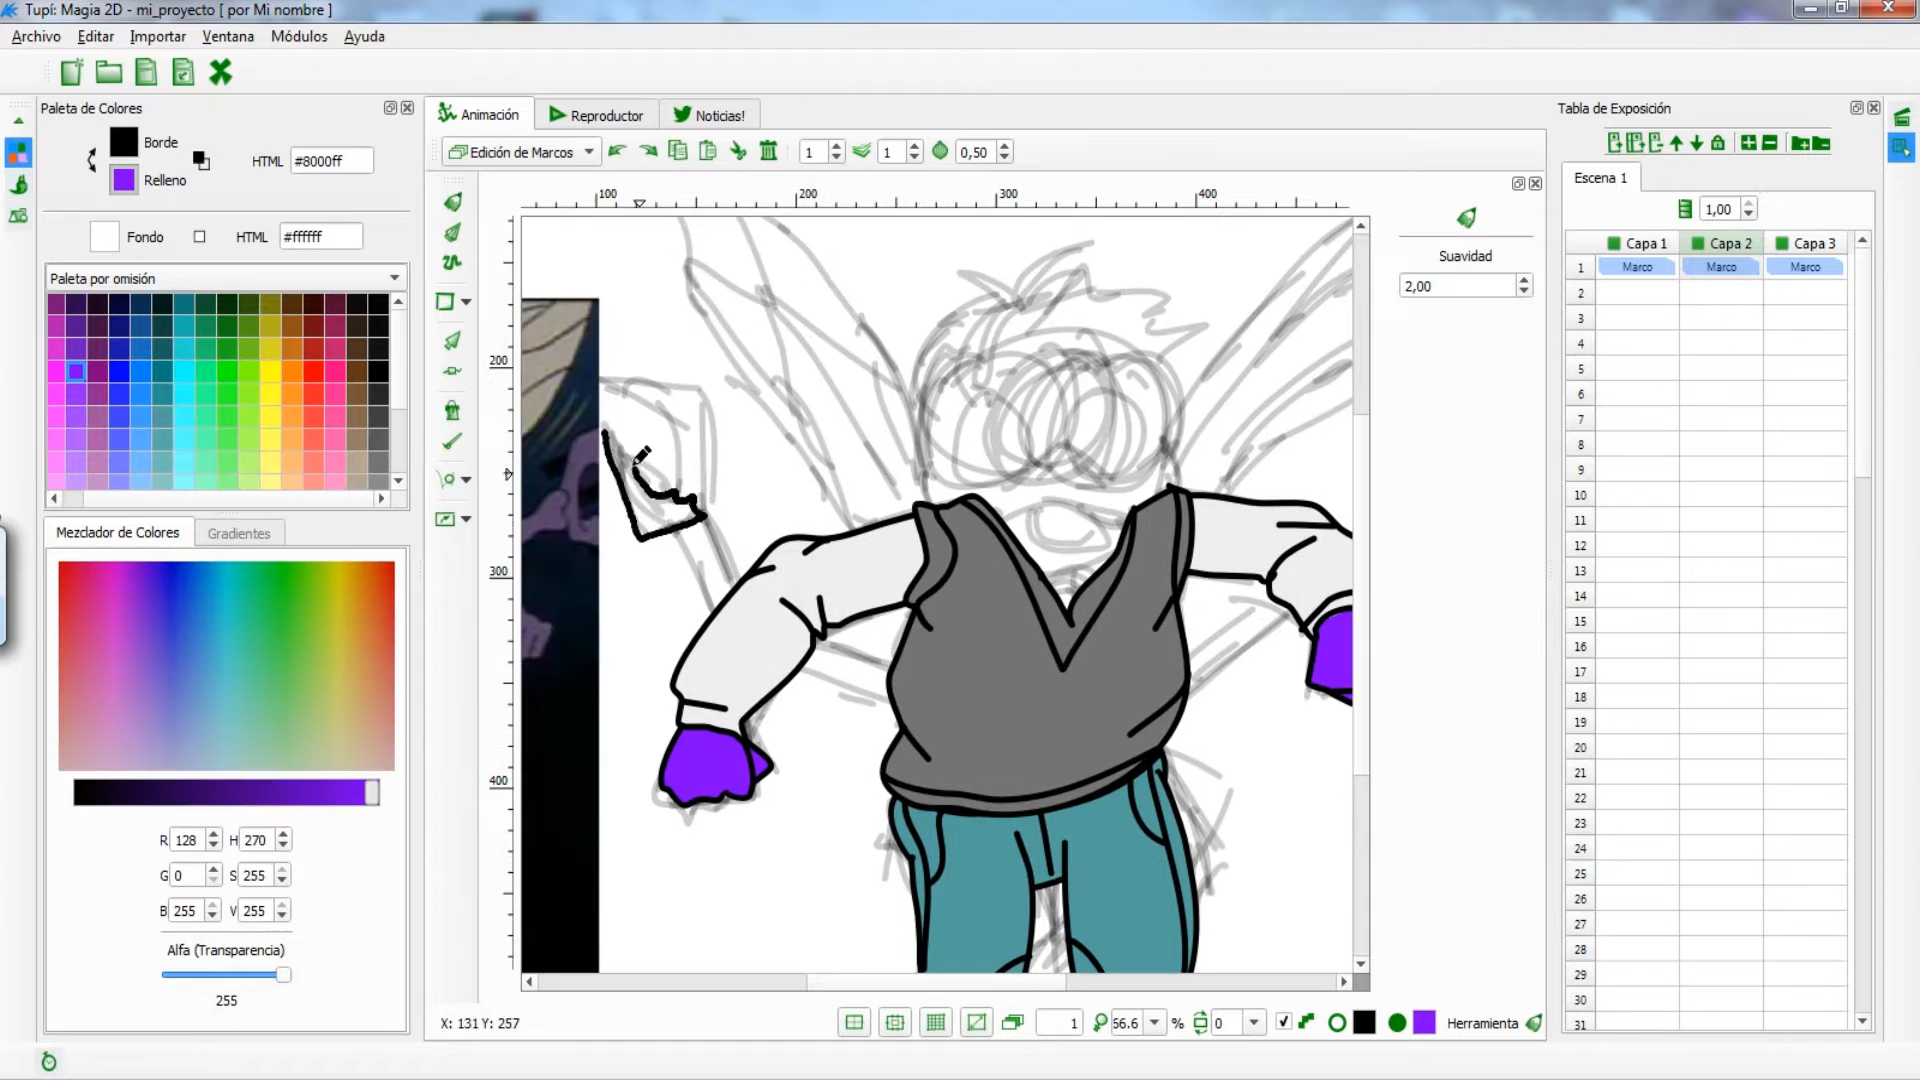 Tupí: Magia 2D - mi_proyecto [ por Mi nombre ]
Archivo Editar Importar Ventana Módulos Ayuda
Paleta de Colores
Borde
Relleno
HTML #8000ff
Fondo
HTML #ffffff
Paleta por omisión
Mezclador de Colores Gradientes
R 128 H 270
G 0 S 255
B 255 V 255
Alfa (Transparencia)
255
Animación Reproductor Noticias!
Edición de Marcos 1 1 0,50
100 200 300 400
200
300
400
Suavidad
2,00
X: 131 Y: 257
1 56.6 % 0 Herramienta
Tabla de Exposición
Escena 1
1,00
Capa 1 Capa 2 Capa 3
1 Marco Marco Marco
2
3
4
5
6
7
8
9
10
11
12
13
14
15
16
17
18
19
20
21
22
23
24
25
26
27
28
29
30
31